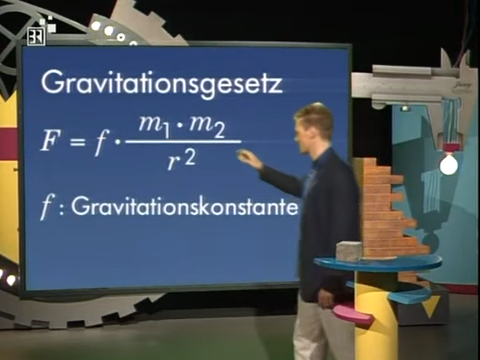 Gravitationsgesetz
F = f · m₁ · m₂ / r²
f : Gravitationskonstante